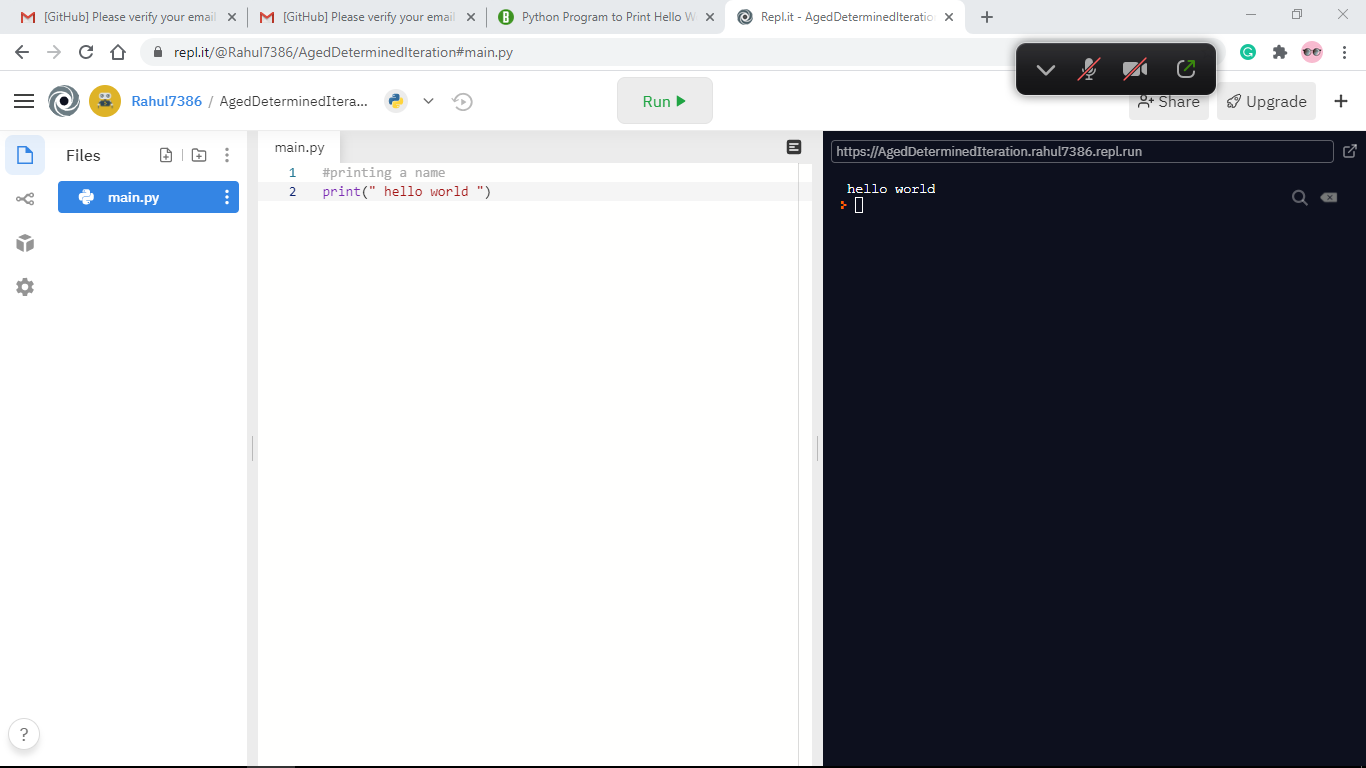 [GitHub] Please verify your email
[GitHub] Please verify your email
Python Program to Print Hello W
Repl.it - AgedDeterminedIteratio
repl.it/@Rahul7386/AgedDeterminedIteration#main.py
Rahul7386 / AgedDeterminedItera...
Run
Share
Upgrade
Files
main.py
main.py
1 #printing a name
2 print(" hello world ")
https://AgedDeterminedIteration.rahul7386.repl.run
hello world
?